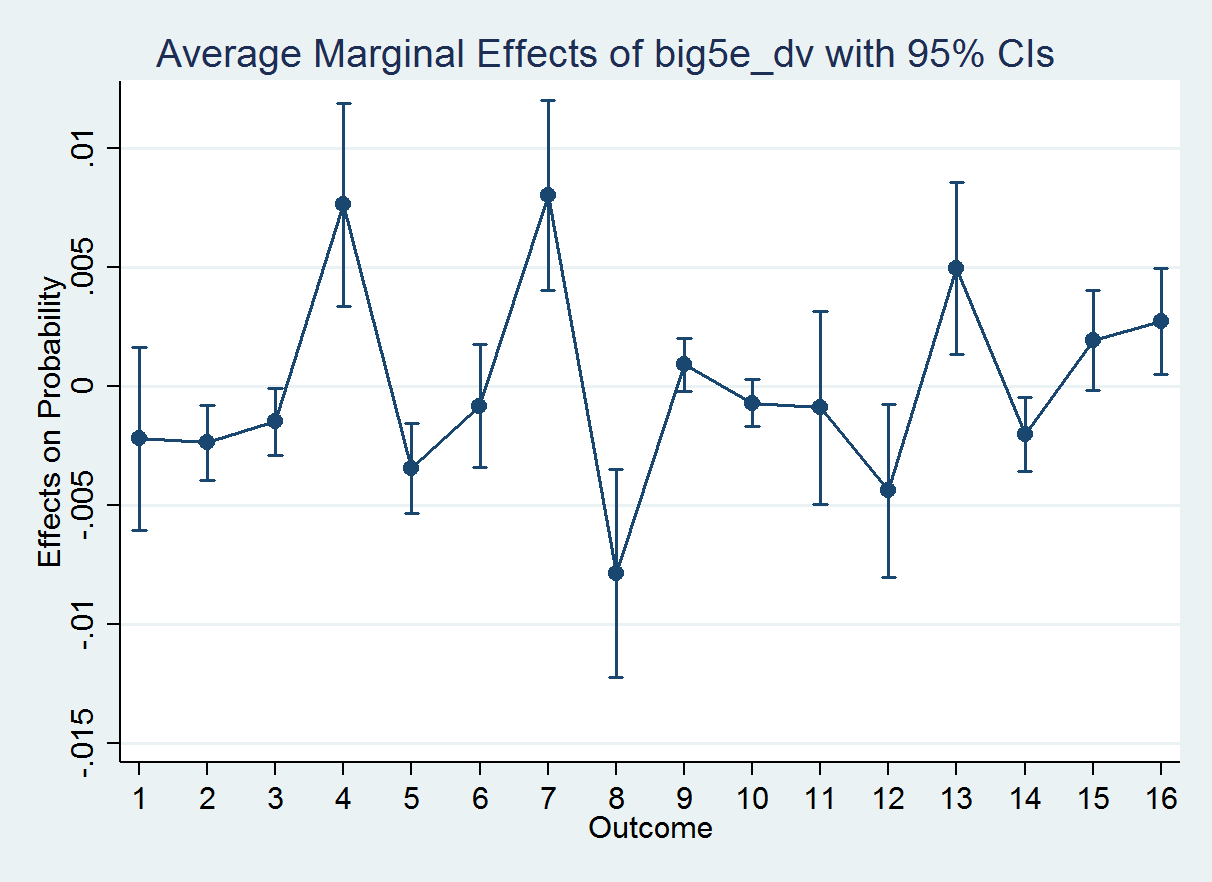 Average Marginal Effects of big5e_dv with 95% CIs
Effects on Probability
.01
.005
0
-.005
-.01
-.015
1 2 3 4 5 6 7 8 9 10 11 12 13 14 15 16
Outcome